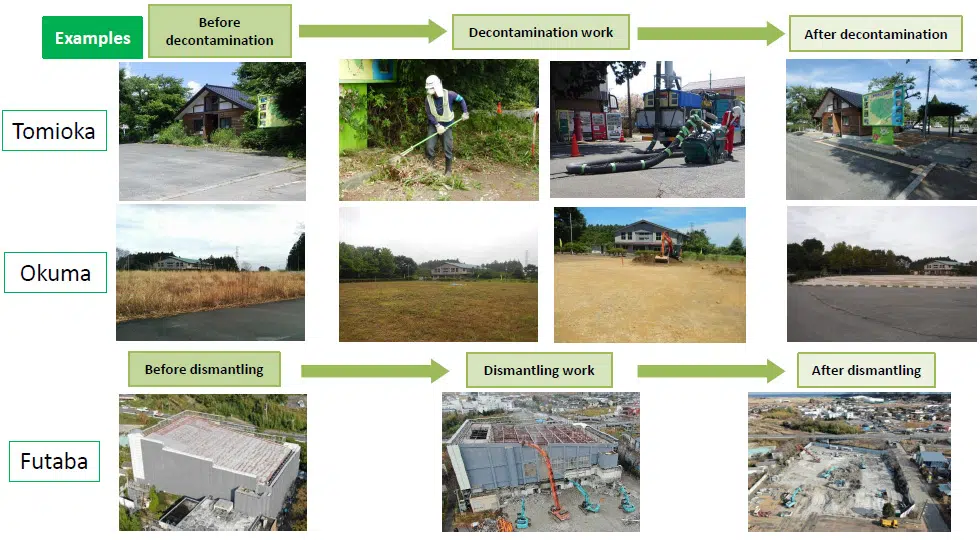 Examples
Before
decontamination
Decontamination work
After decontamination
Tomioka
Okuma
Before dismantling
Dismantling work
After dismantling
Futaba